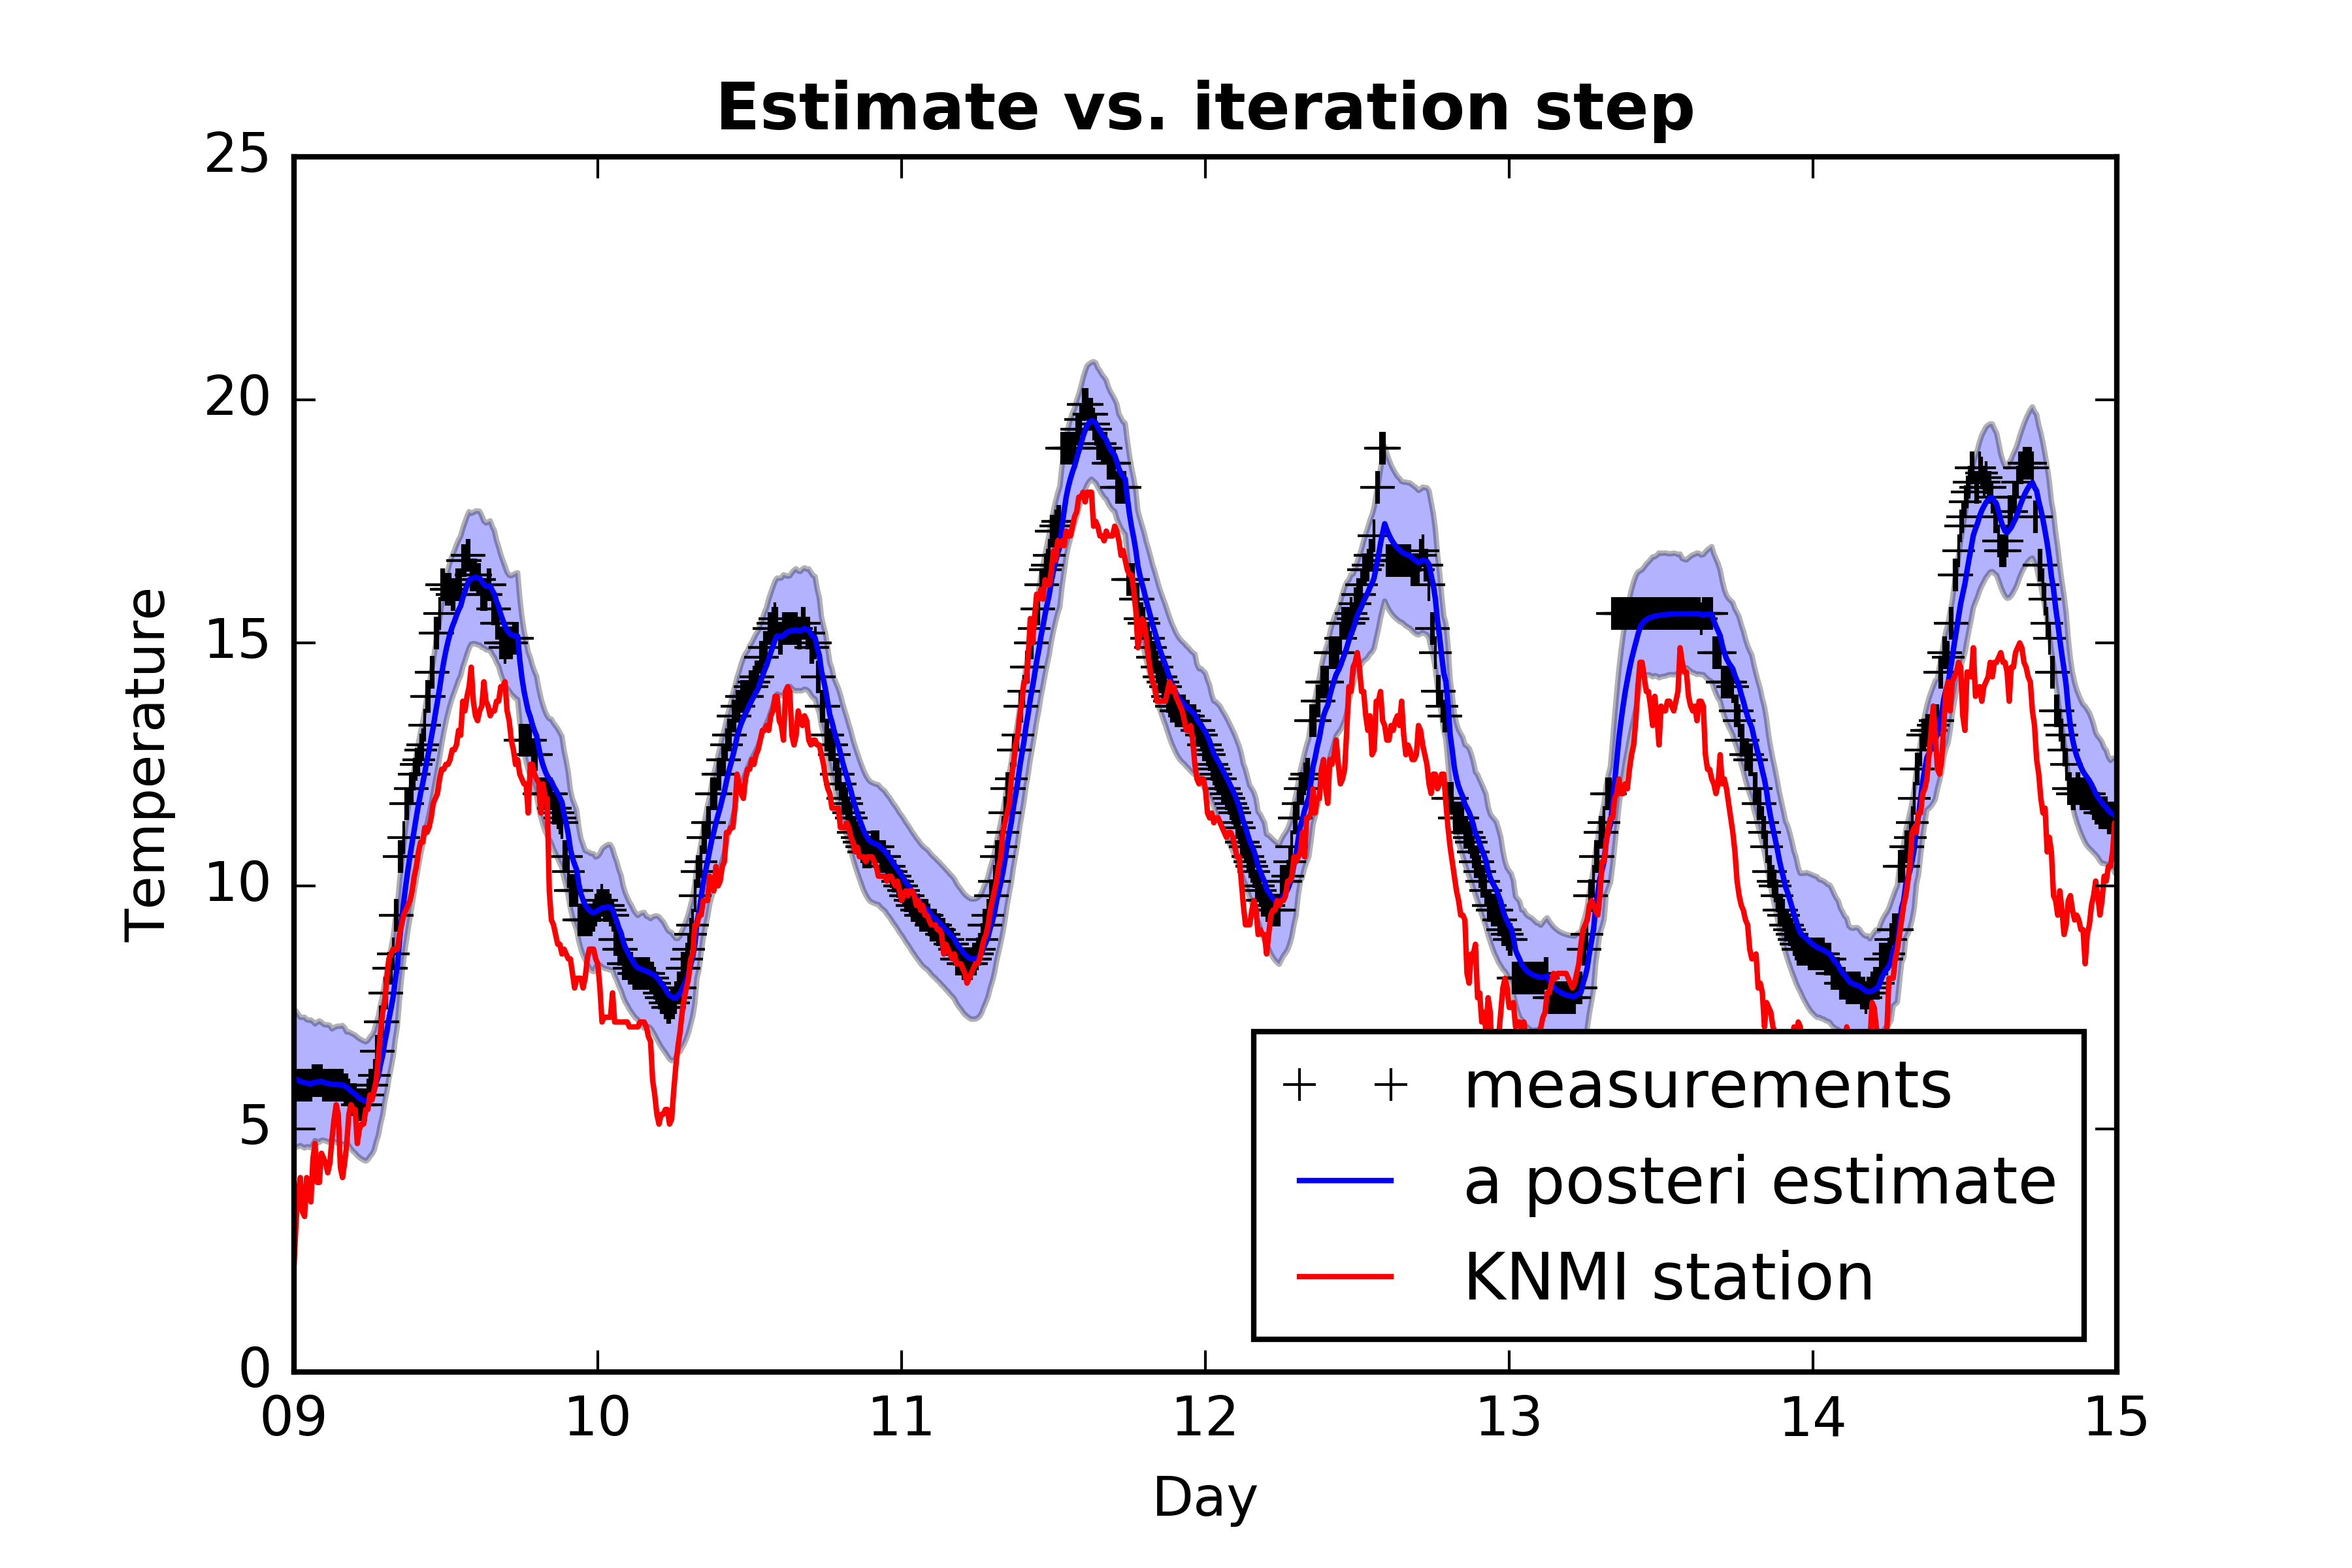 Estimate vs. iteration step
25
20
15
10
5
0
Temperature
09 10 11 12 13 14 15
Day
measurements
a posteri estimate
KNMI station